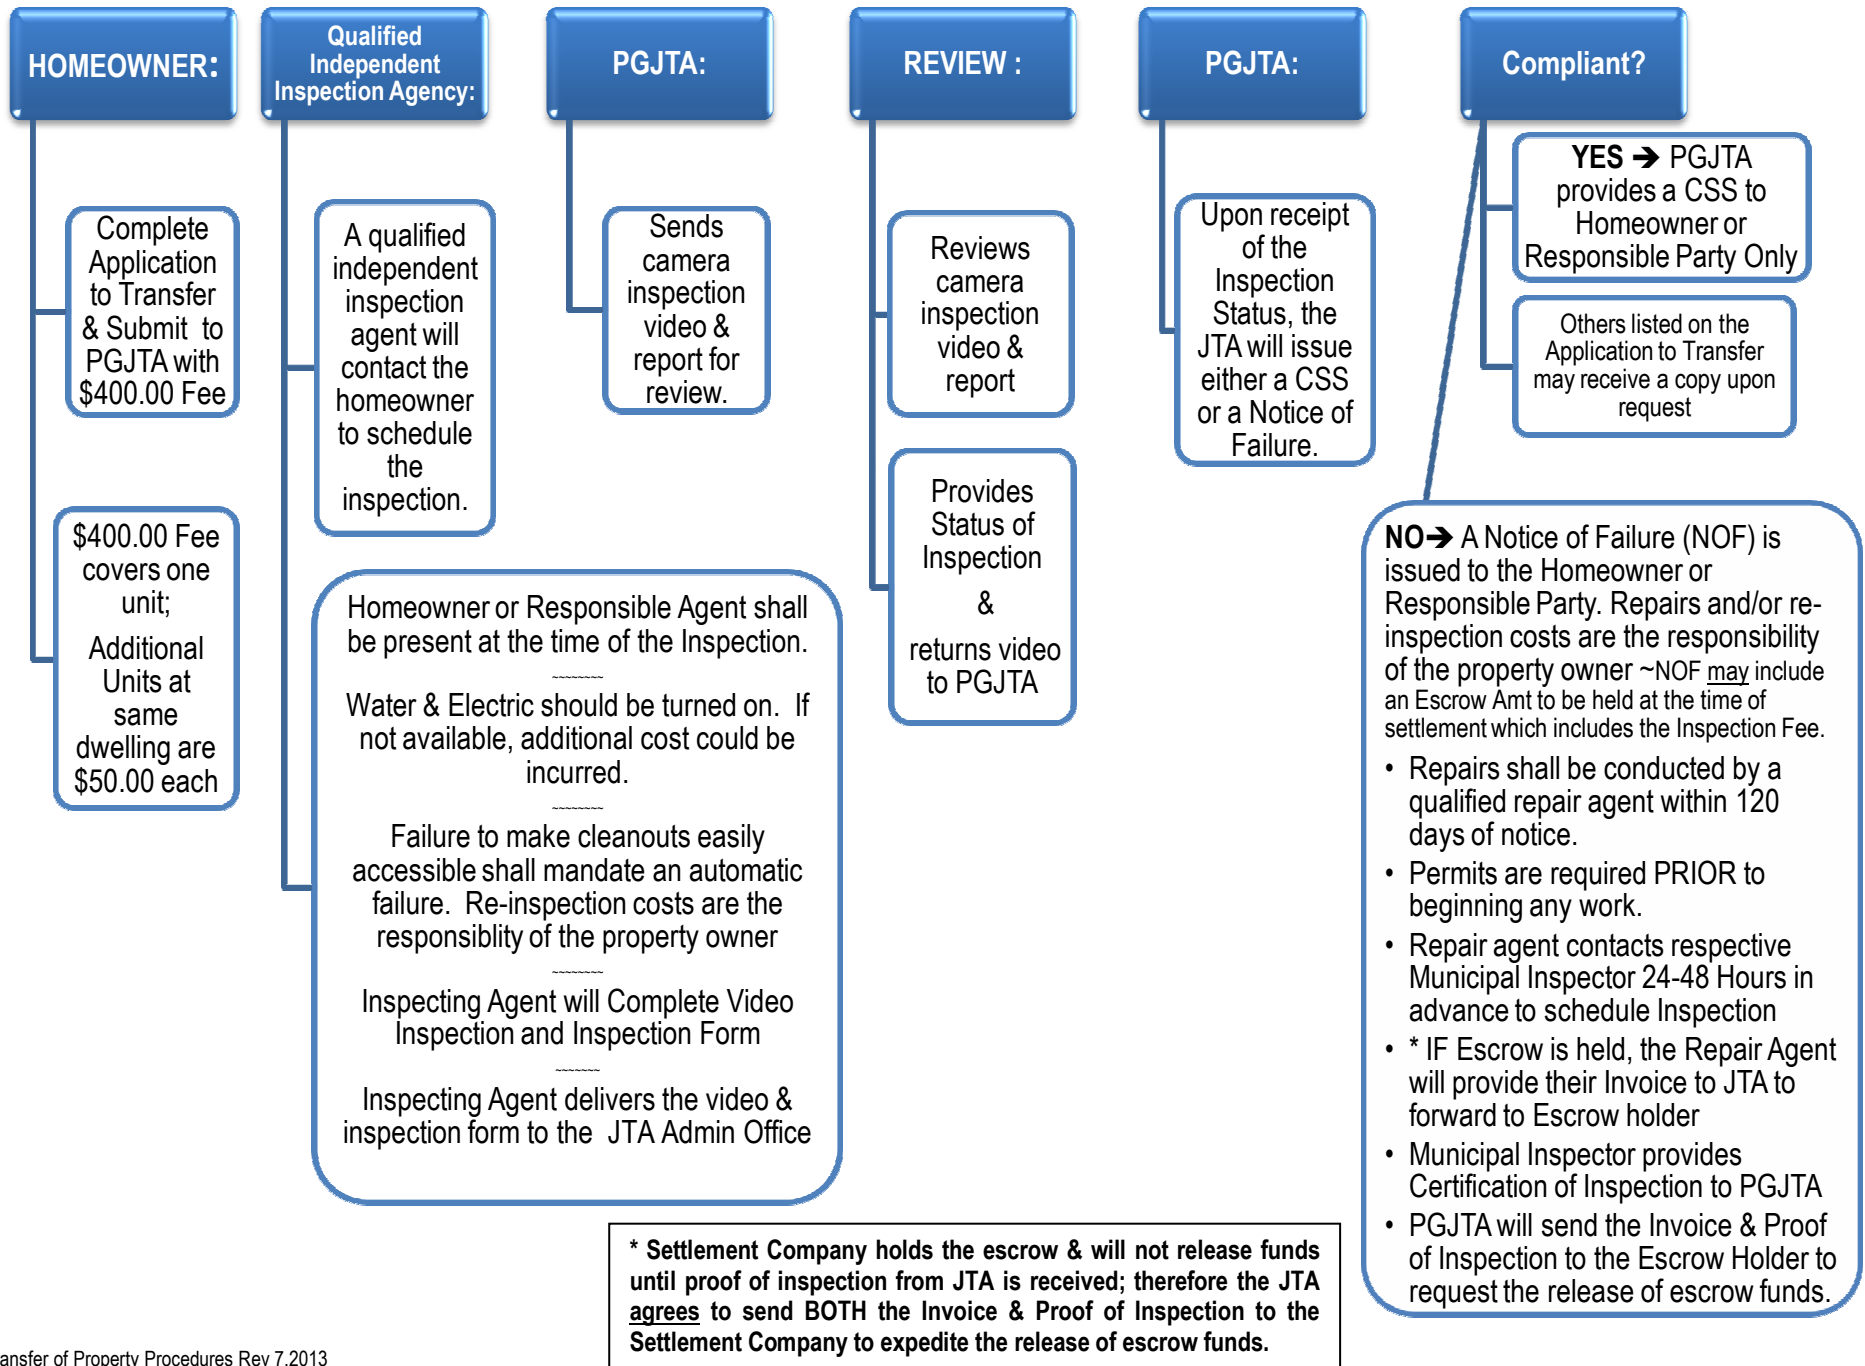 HOMEOWNER:
Complete
Application
to Transfer
& Submit to
PGJTA with
$400.00 Fee
$400.00 Fee
covers one
unit;
Additional
Units at
same
dwelling are
$50.00 each
Qualified
Independent
Inspection Agency:
A qualified
independent
inspection
agent will
contact the
homeowner
to schedule
the
inspection.
Homeowner or Responsible Agent shall
be present at the time of the Inspection.
~~~~~~~~
Water & Electric should be turned on. If
not available, additional cost could be
incurred.
~~~~~~~~
Failure to make cleanouts easily
accessible shall mandate an automatic
failure. Re-inspection costs are the
responsiblity of the property owner
~~~~~~~~
Inspecting Agent will Complete Video
Inspection and Inspection Form
~~~~~~~
Inspecting Agent delivers the video &
inspection form to the JTA Admin Office
PGJTA:
Sends
camera
inspection
video &
report for
review.
REVIEW :
Reviews
camera
inspection
video &
report
Provides
Status of
Inspection
&
returns video
to PGJTA
PGJTA:
Upon receipt
of the
Inspection
Status, the
JTA will issue
either a CSS
or a Notice of
Failure.
Compliant?
YES ➔ PGJTA
provides a CSS to
Homeowner or
Responsible Party Only
Others listed on the
Application to Transfer
may receive a copy upon
request
NO➔ A Notice of Failure (NOF) is
issued to the Homeowner or
Responsible Party. Repairs and/or re-
inspection costs are the responsibility
of the property owner ~NOF may include
an Escrow Amt to be held at the time of
settlement which includes the Inspection Fee.
• Repairs shall be conducted by a
qualified repair agent within 120
days of notice.
• Permits are required PRIOR to
beginning any work.
• Repair agent contacts respective
Municipal Inspector 24-48 Hours in
advance to schedule Inspection
• * IF Escrow is held, the Repair Agent
will provide their Invoice to JTA to
forward to Escrow holder
• Municipal Inspector provides
Certification of Inspection to PGJTA
• PGJTA will send the Invoice & Proof
of Inspection to the Escrow Holder to
request the release of escrow funds.
* Settlement Company holds the escrow & will not release funds
until proof of inspection from JTA is received; therefore the JTA
agrees to send BOTH the Invoice & Proof of Inspection to the
Settlement Company to expedite the release of escrow funds.
ansfer of Property Procedures Rev 7.2013